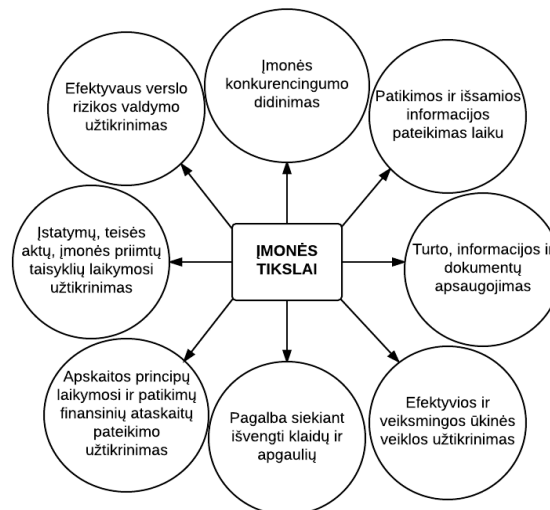 Įmonės
konkurencingumo
didinimas
Efektyvaus verslo
rizikos valdymo
užtikrinimas
Patikimos ir išsamios
informacijos
pateikimas laiku
Įstatymų, teisės
aktų, įmonės priimtų
taisyklių laikymosi
užtikrinimas
ĮMONĖS
TIKSLAI
Turto, informacijos ir
dokumentų
apsaugojimas
Apskaitos principų
laikymosi ir patikimų
finansinių ataskaitų
pateikimo
užtikrinimas
Pagalba siekiant
išvengti klaidų ir
apgaulių
Efektyvios ir
veiksmingos ūkinės
veiklos užtikrinimas